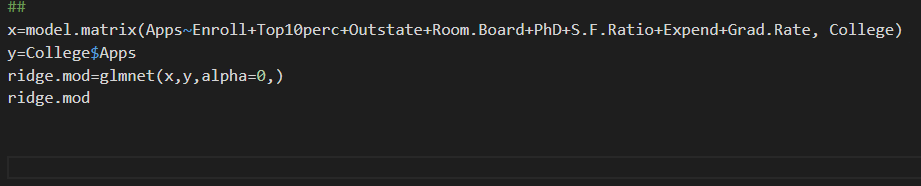 ##
x=model.matrix(Apps~Enroll+Top10perc+Outstate+Room.Board+PhD+S.F.Ratio+Expend+Grad.Rate, College)
y=College$Apps
ridge.mod=glmnet(x,y,alpha=0,)
ridge.mod